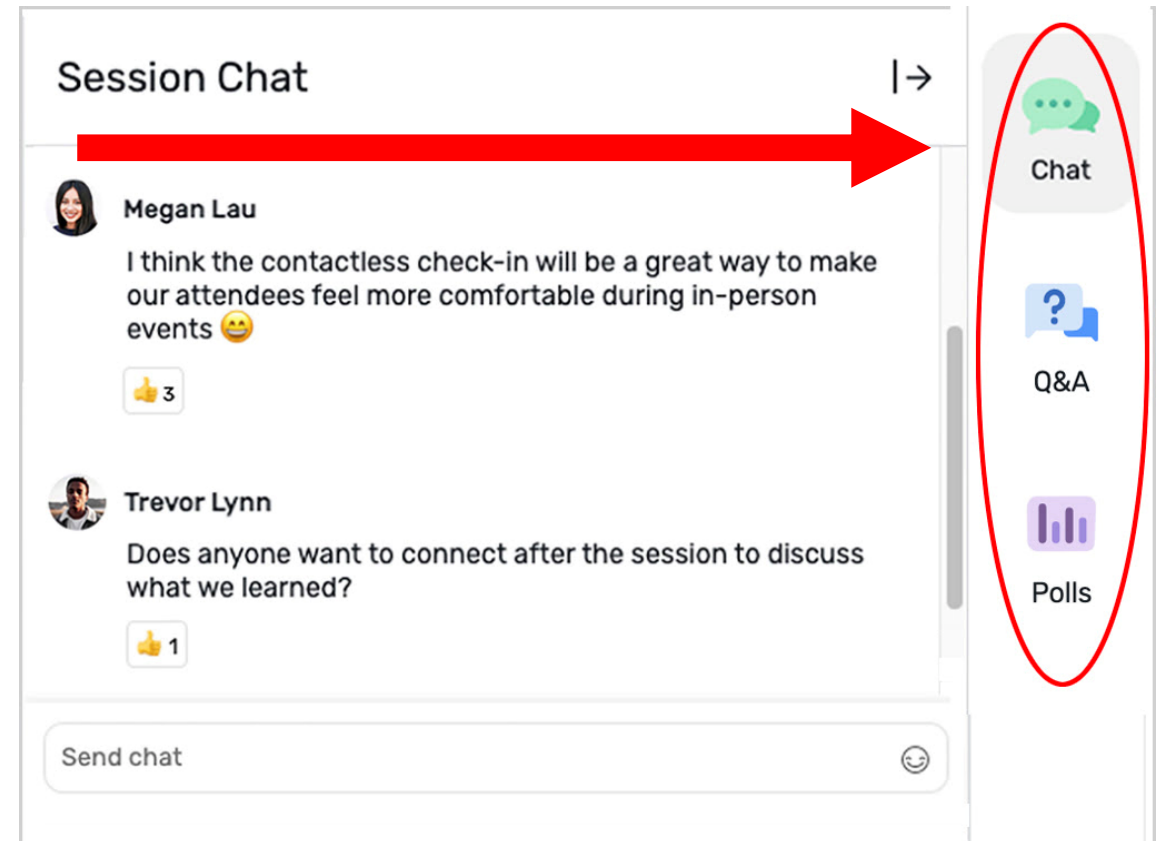 Session Chat
Chat
Megan Lau
I think the contactless check-in will be a great way to make
our attendees feel more comfortable during in-person
events 😄
👍 3
Q&A
Trevor Lynn
Does anyone want to connect after the session to discuss
what we learned?
👍 1
Polls
Send chat